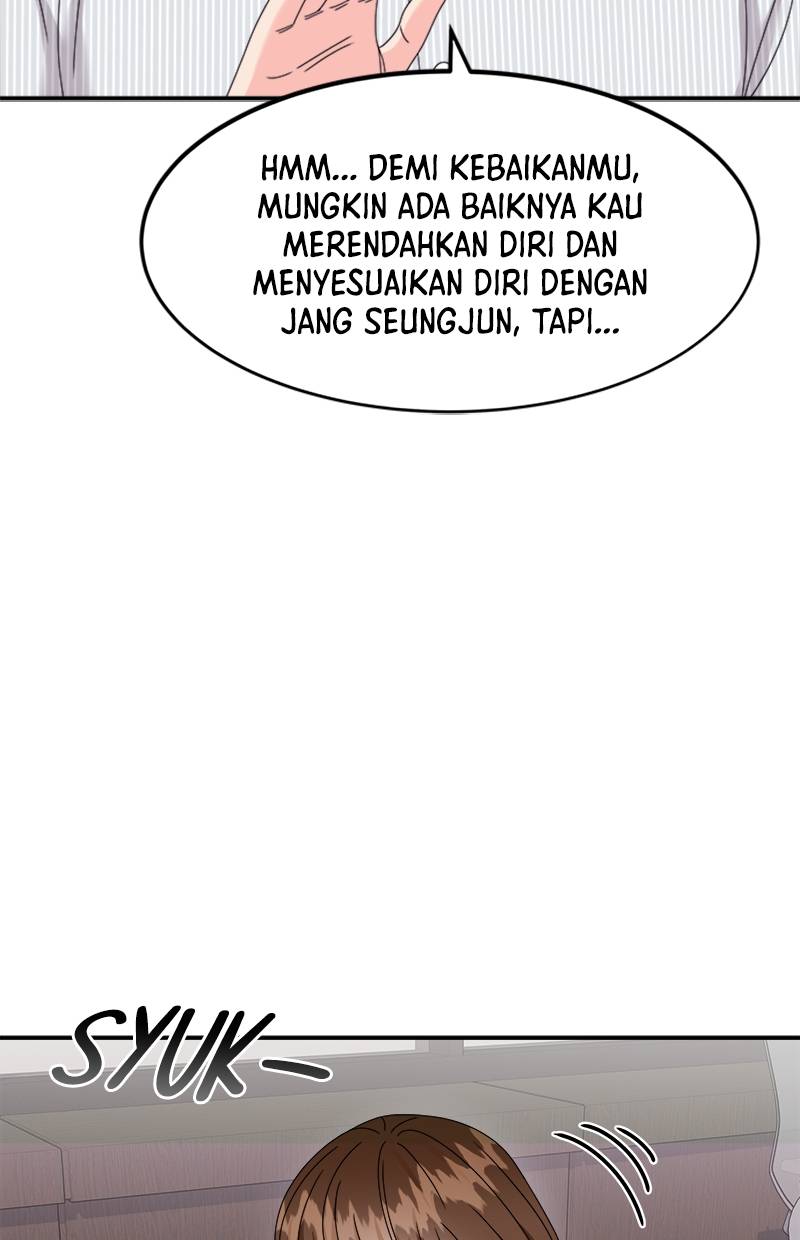 HMM... DEMI KEBAIKANMU,
MUNGKIN ADA BAIKNYA KAU
MERENDAHKAN DIRI DAN
MENYESUAIKAN DIRI DENGAN
JANG SEUNGJUN, TAPI...
SYUK—